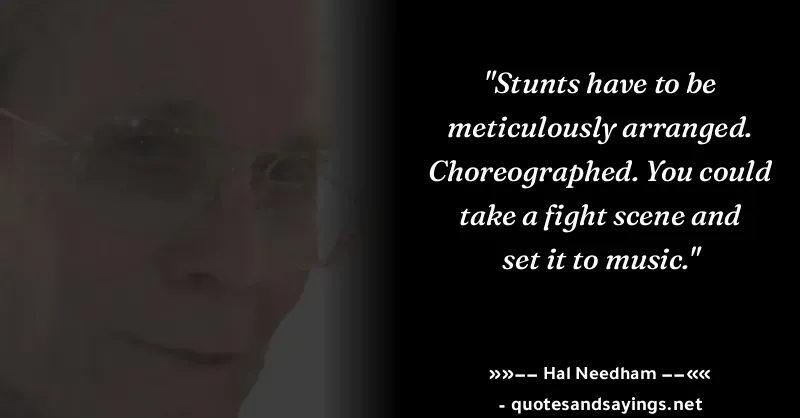 "Stunts have to be
meticulously arranged.
Choreographed. You could
take a fight scene and
set it to music."
»»−− Hal Needham −−««
- quotesandsayings.net